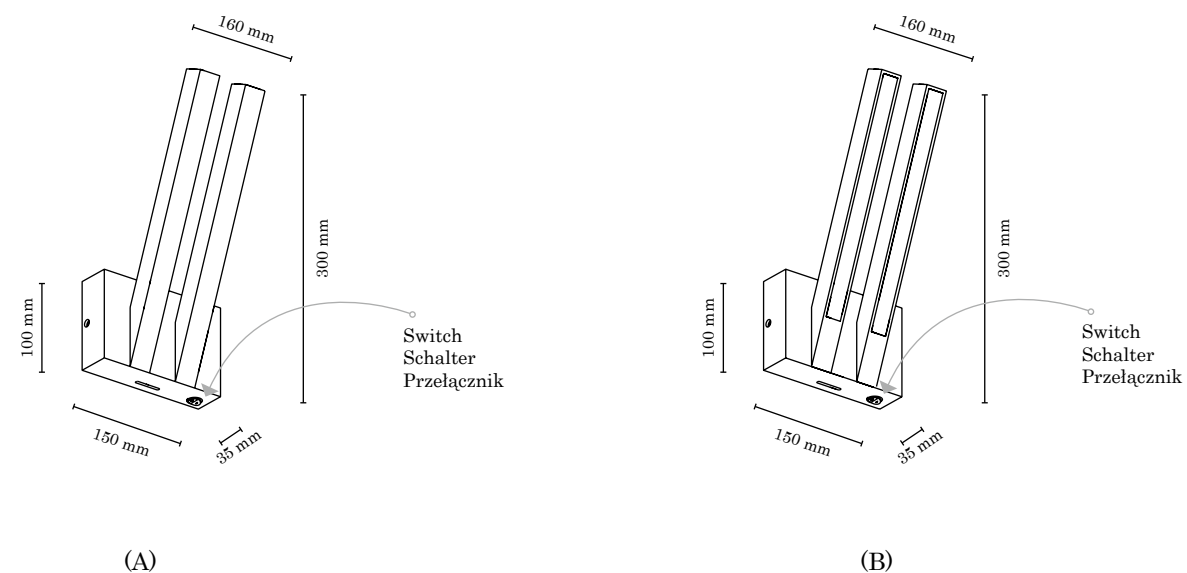 160 mm
300 mm
100 mm
Switch
Schalter
Przełącznik
150 mm
35 mm
(A)
160 mm
300 mm
100 mm
Switch
Schalter
Przełącznik
150 mm
35 mm
(B)